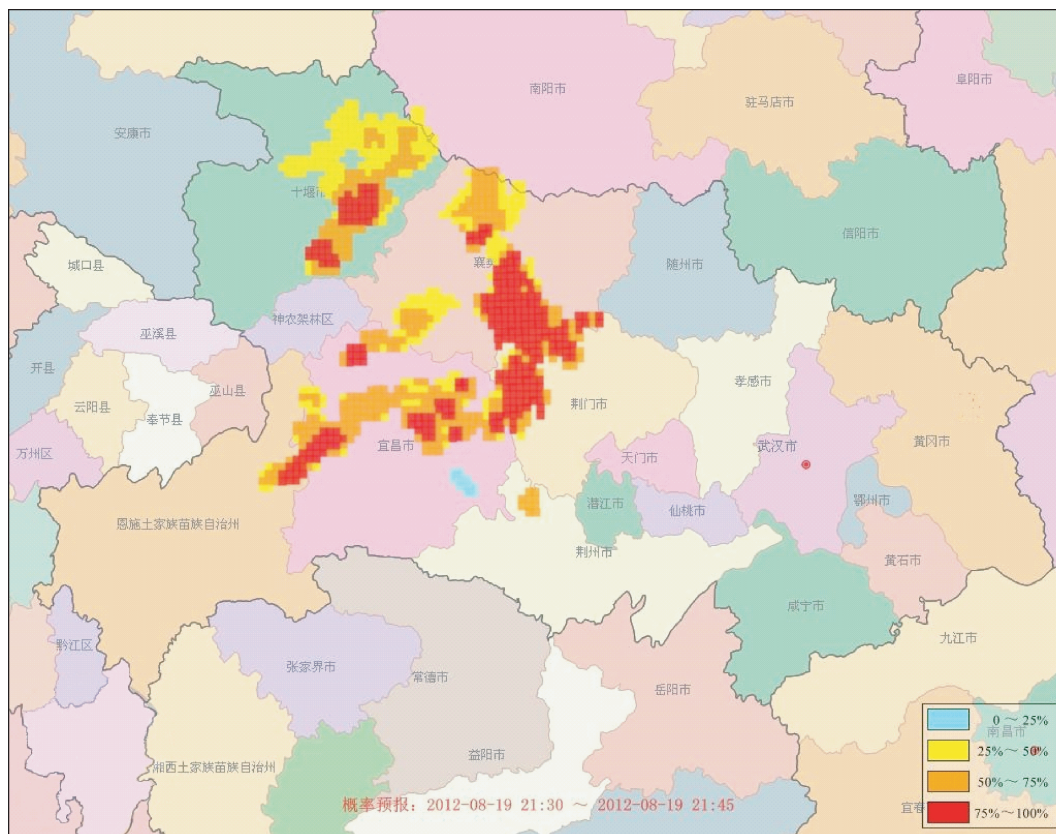 南阳市
阜阳市
驻马店市
安康市
十堰市
信阳市
城口县
襄
随州市
神农架林区
巫溪县
开县
巫山县
云阳县
奉节县
孝感市
荆门市
宜昌市
武汉市
黄冈市
万州区
天门市
潜江市
仙桃市
鄂州市
恩施土家族苗族自治州
荆州市
黄石市
咸宁市
九江市
黔江区
张家界市
常德市
岳阳市
益阳市
湘西土家族苗族自治州
0～25%
南昌市
25%～50%
50%～75%
75%～100%
宜春
概率预报：2012-08-19 21:30 ～ 2012-08-19 21:45